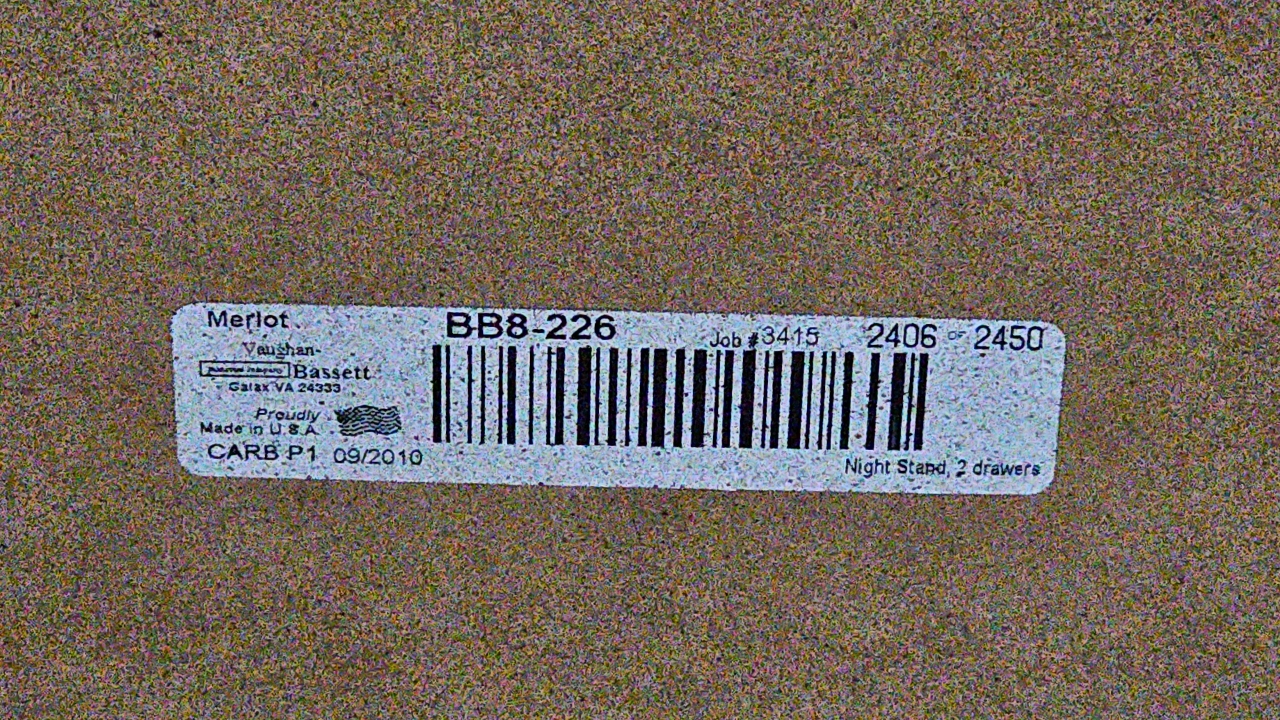 Merlot
BB8-226
Job #3415
2406 OF 2450
Vaughan-
Bassett
Galax VA 24333
Proudly
Made in U.S.A.
CARB P1 09/2010
Night Stand, 2 drawers